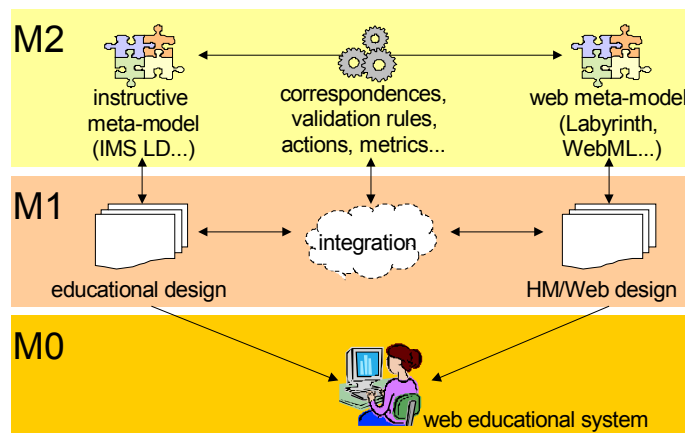 M2
instructive
meta-model
(IMS LD...)
correspondences,
validation rules,
actions, metrics...
web meta-model
(Labyrinth,
WebML...)
M1
integration
educational design
HM/Web design
M0
web educational system